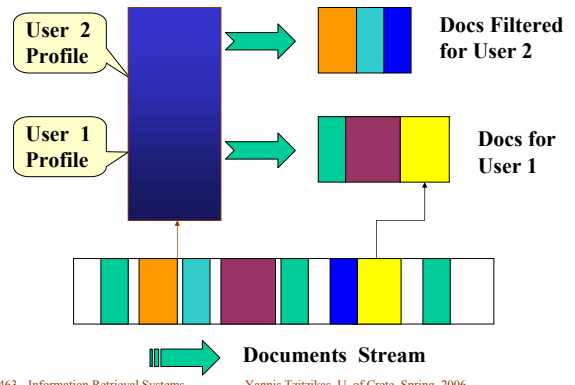 User 2
Profile
Docs Filtered
for User 2
User 1
Profile
Docs for
User 1
Documents Stream
463 - Information Retrieval Systems
Yannis Tzitzikas, U. of Crete, Spring, 2006